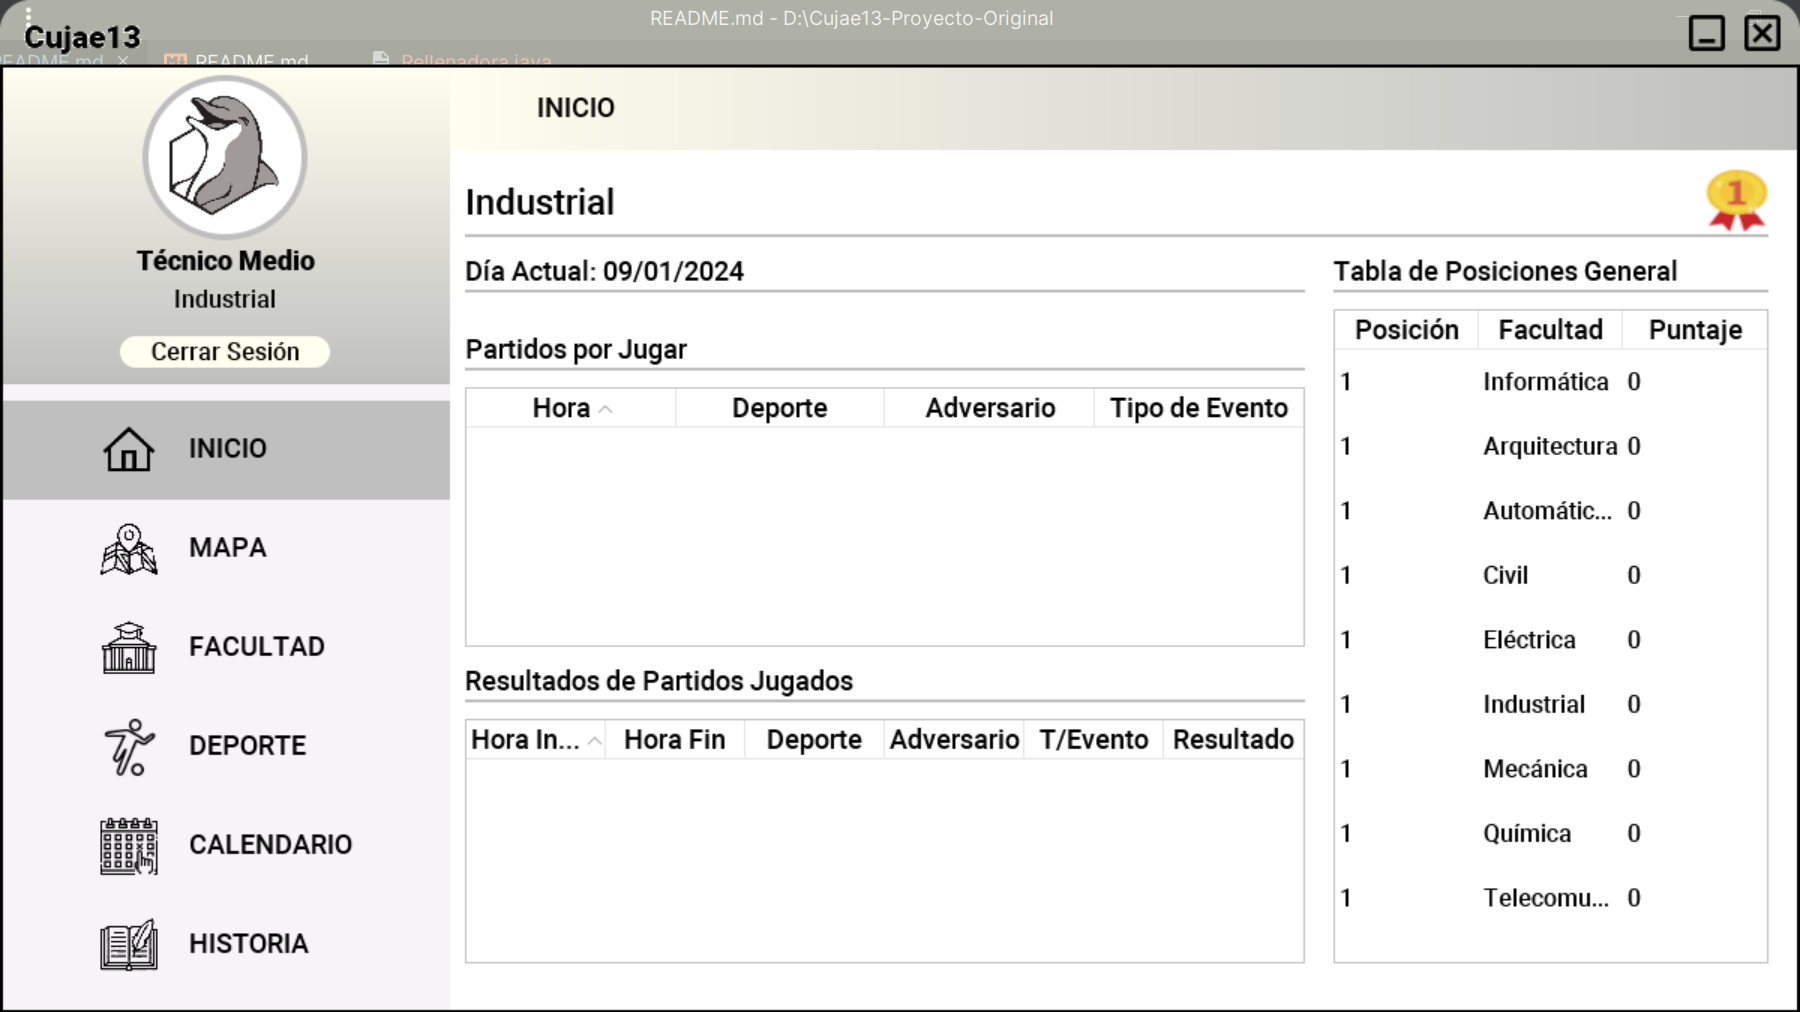 README.md - D:\Cujae13-Proyecto-Original
Cujae13
README.md
README.md
Rellenadora.java
INICIO
Técnico Medio
Industrial
Cerrar Sesión
INICIO
MAPA
FACULTAD
DEPORTE
CALENDARIO
HISTORIA
Industrial
1
Día Actual: 09/01/2024
Partidos por Jugar
Hora Deporte Adversario Tipo de Evento
Resultados de Partidos Jugados
Hora In... Hora Fin Deporte Adversario T/Evento Resultado
Tabla de Posiciones General
Posición Facultad Puntaje
1 Informática 0
1 Arquitectura 0
1 Automátic... 0
1 Civil 0
1 Eléctrica 0
1 Industrial 0
1 Mecánica 0
1 Química 0
1 Telecomu... 0